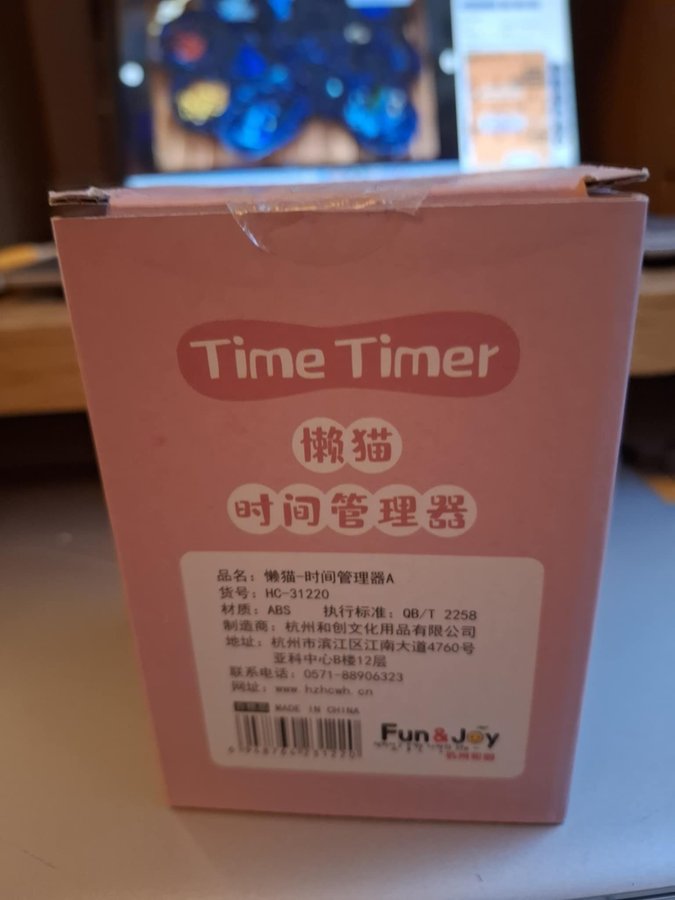 Time Timer
懒猫
时间管理器
品名：懒猫-时间管理器A
货号：HC-31220
材质：ABS 执行标准：QB/T 2258
制造商：杭州和创文化用品有限公司
地址：杭州市滨江区江南大道4760号
亚科中心B楼12层
联系电话：0571-88906323
网址：www.hzhcwh.cn
MADE IN CHINA
Fun & Joy